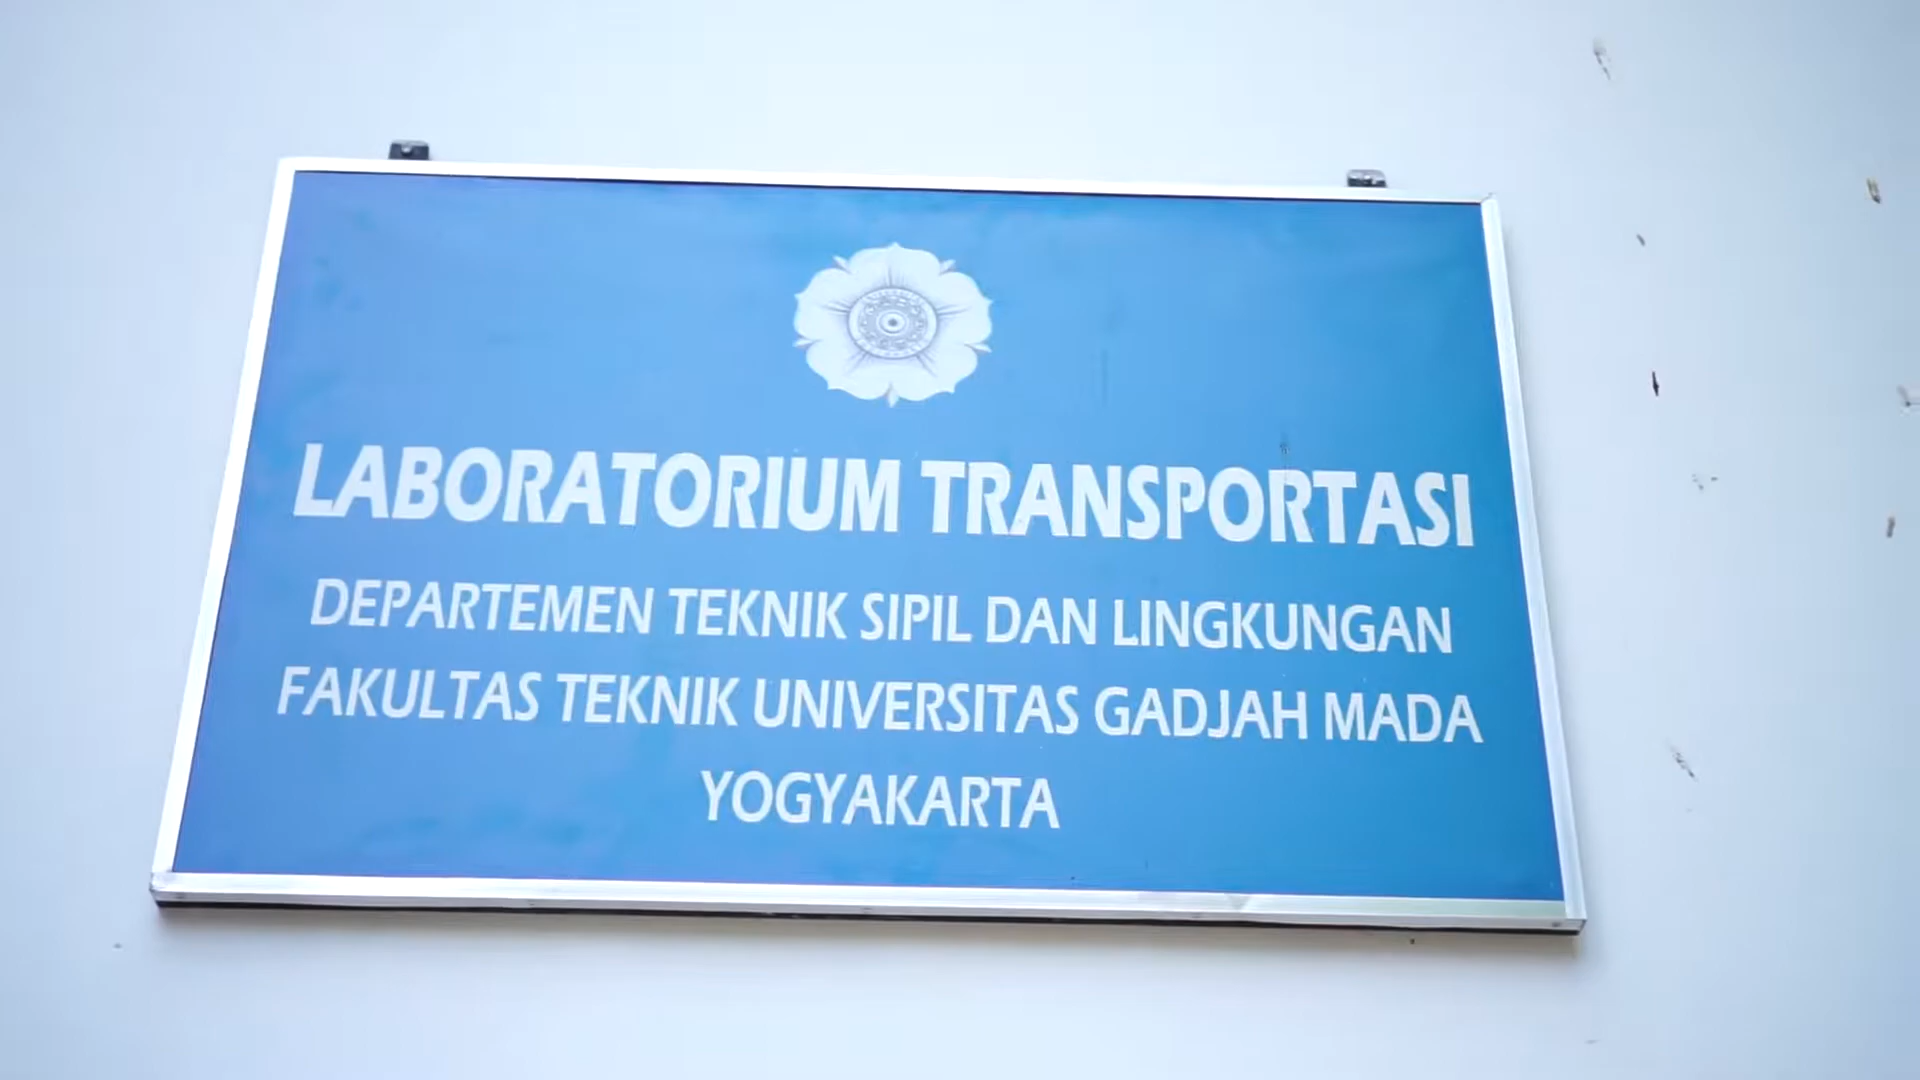 LABORATORIUM TRANSPORTASI
DEPARTEMEN TEKNIK SIPIL DAN LINGKUNGAN
FAKULTAS TEKNIK UNIVERSITAS GADJAH MADA
YOGYAKARTA